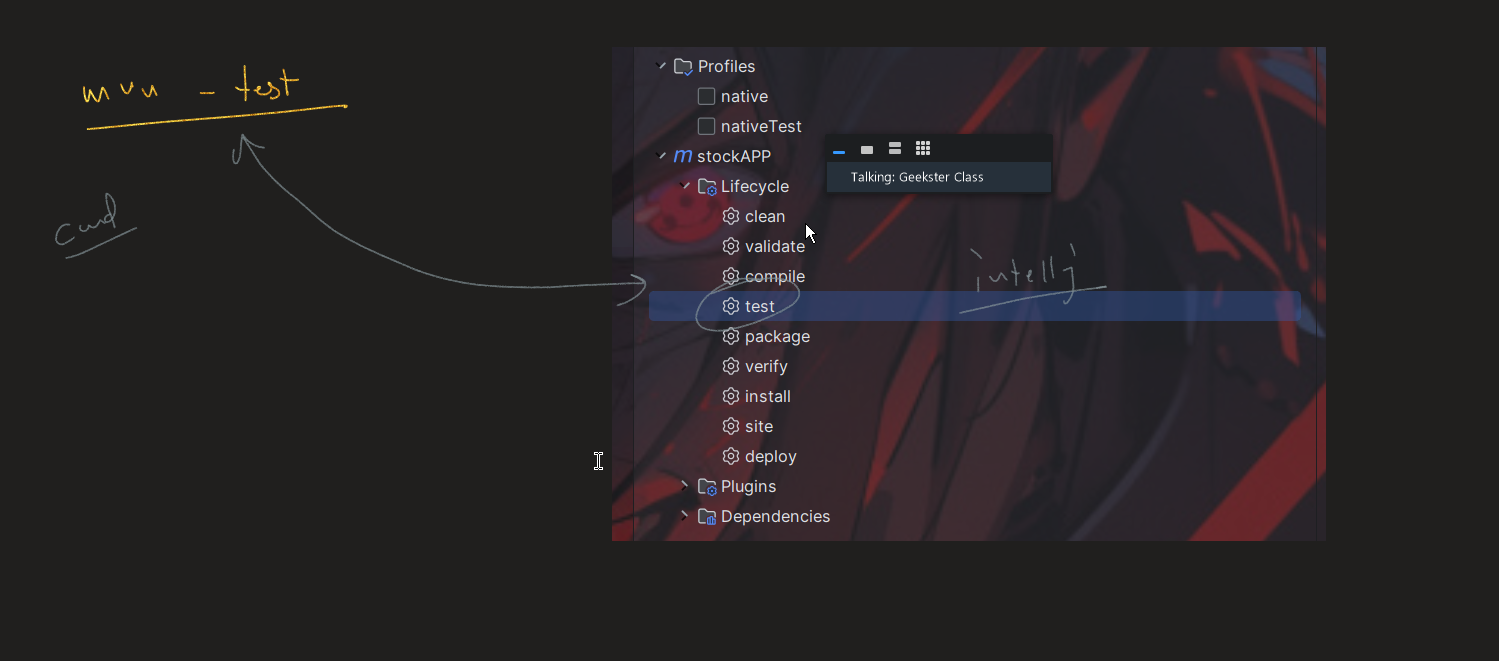 mvn - test
cmd
Profiles
native
nativeTest
m stockAPP
Talking: Geekster Class
Lifecycle
clean
validate
compile
intellj
test
package
verify
install
site
deploy
Plugins
Dependencies